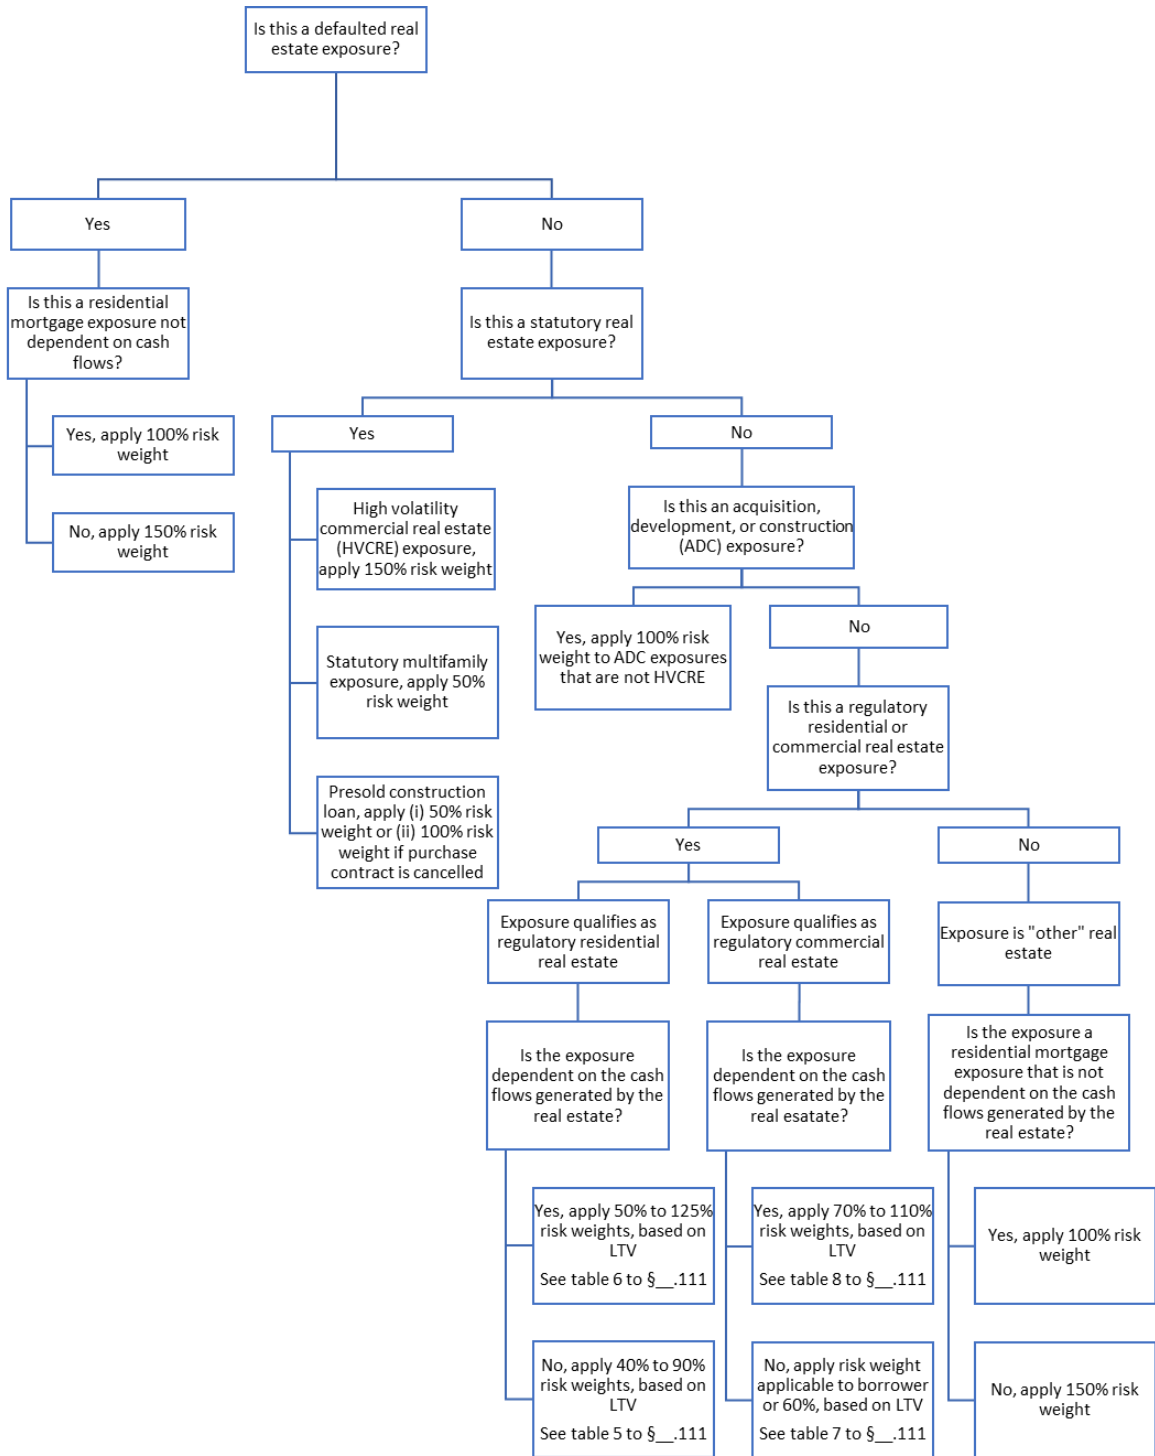 Is this a defaulted real
estate exposure?
Yes
No
Is this a residential
mortgage exposure not
dependent on cash
flows?
Is this a statutory real
estate exposure?
Yes, apply 100% risk
weight
No, apply 150% risk
weight
Yes
No
High volatility
commercial real estate
(HVCRE) exposure,
apply 150% risk weight
Statutory multifamily
exposure, apply 50%
risk weight
Presold construction
loan, apply (i) 50% risk
weight or (ii) 100% risk
weight if purchase
contract is cancelled
Is this an acquisition,
development, or construction
(ADC) exposure?
Yes, apply 100% risk
weight to ADC exposures
that are not HVCRE
No
Is this a regulatory
residential or
commercial real estate
exposure?
Yes
No
Exposure qualifies as
regulatory residential
real estate
Exposure qualifies as
regulatory commercial
real estate
Exposure is "other" real
estate
Is the exposure
dependent on the cash
flows generated by the
real estate?
Is the exposure
dependent on the cash
flows generated by the
real esatate?
Is the exposure a
residential mortgage
exposure that is not
dependent on the cash
flows generated by the
real estate?
Yes, apply 50% to 125%
risk weights, based on
LTV
See table 6 to §__.111
No, apply 40% to 90%
risk weights, based on
LTV
See table 5 to §__.111
Yes, apply 70% to 110%
risk weights, based on
LTV
See table 8 to §__.111
No, apply risk weight
applicable to borrower
or 60%, based on LTV
See table 7 to §__.111
Yes, apply 100% risk
weight
No, apply 150% risk
weight